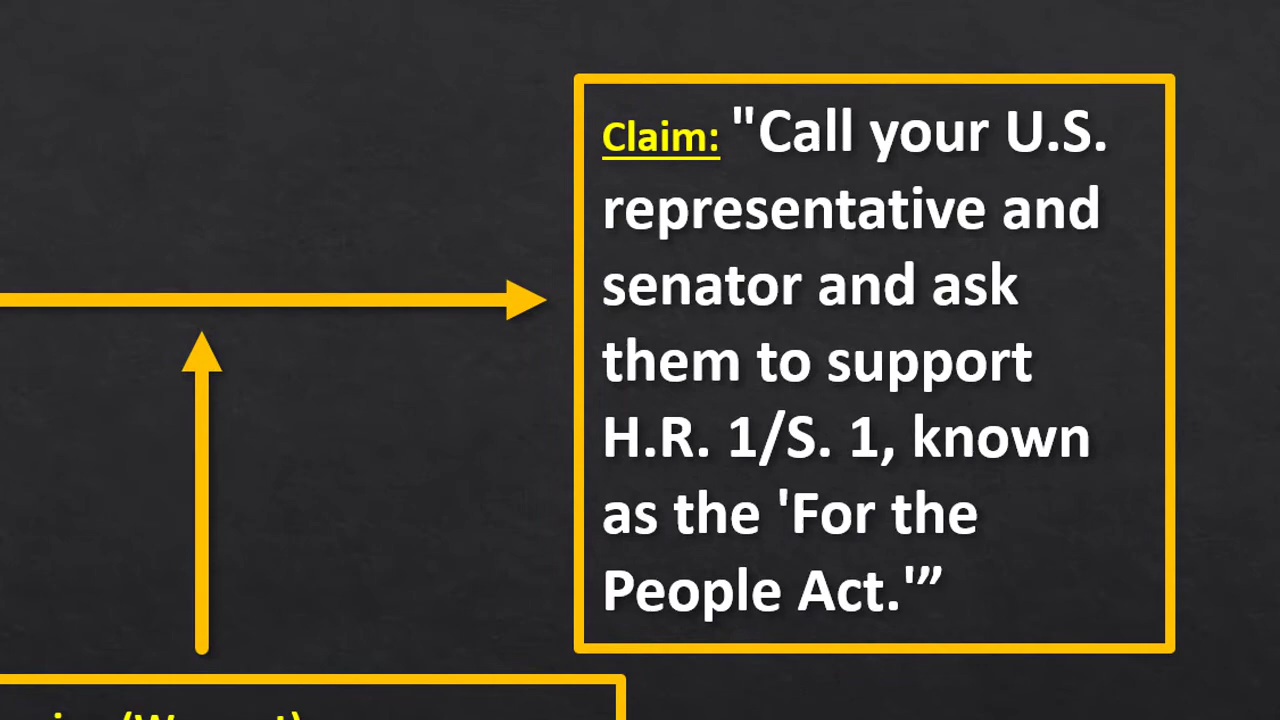 Claim: "Call your U.S.
representative and
senator and ask
them to support
H.R. 1/S. 1, known
as the 'For the
People Act.'”